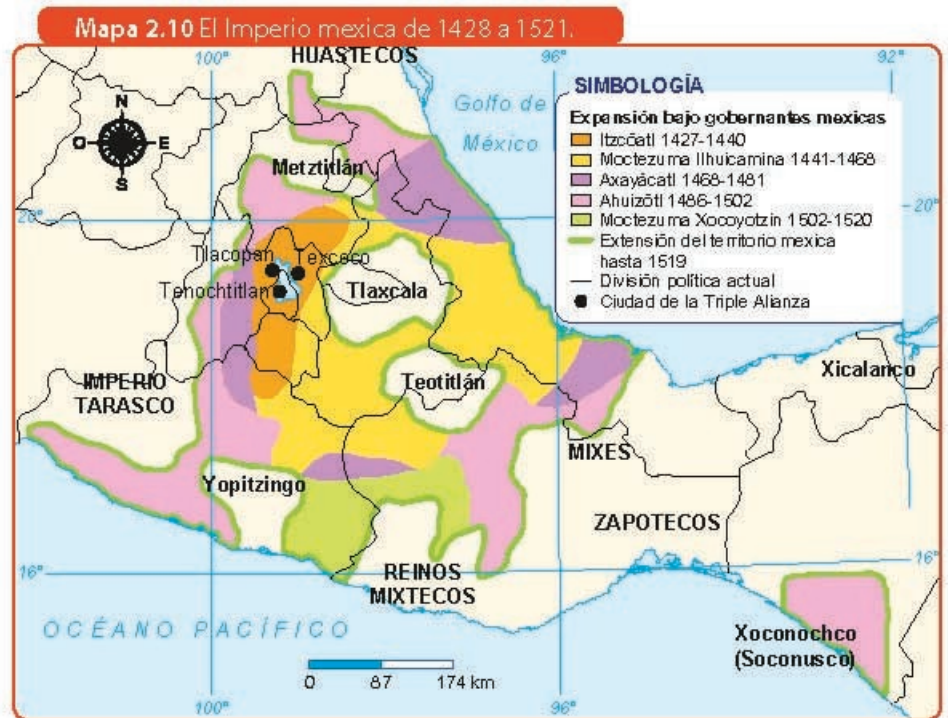 Mapa 2.10 El Imperio mexica de 1428 a 1521.
100°
HUASTECOS
96°
92°
N
O
E
S
Golfo de
México
SIMBOLOGÍA
Expansión bajo gobernantes mexicas
Itzcóatl 1427-1440
Moctezuma Ilhuicamina 1441-1468
Axayácatl 1468-1481
Ahuizótl 1486-1502
Moctezuma Xocoyotzin 1502-1520
Extensión del territorio mexica
hasta 1519
División política actual
Ciudad de la Triple Alianza
Metztitlán
20°
20°
Tlacopan
Texcoco
Tenochtitlan
Tlaxcala
IMPERIO
TARASCO
Teotitlán
Xicalanco
MIXES
Yopitzingo
ZAPOTECOS
16°
16°
REINOS
MIXTECOS
OCÉANO PACÍFICO
Xoconochco
(Soconusco)
0 87 174 km
100°
96°